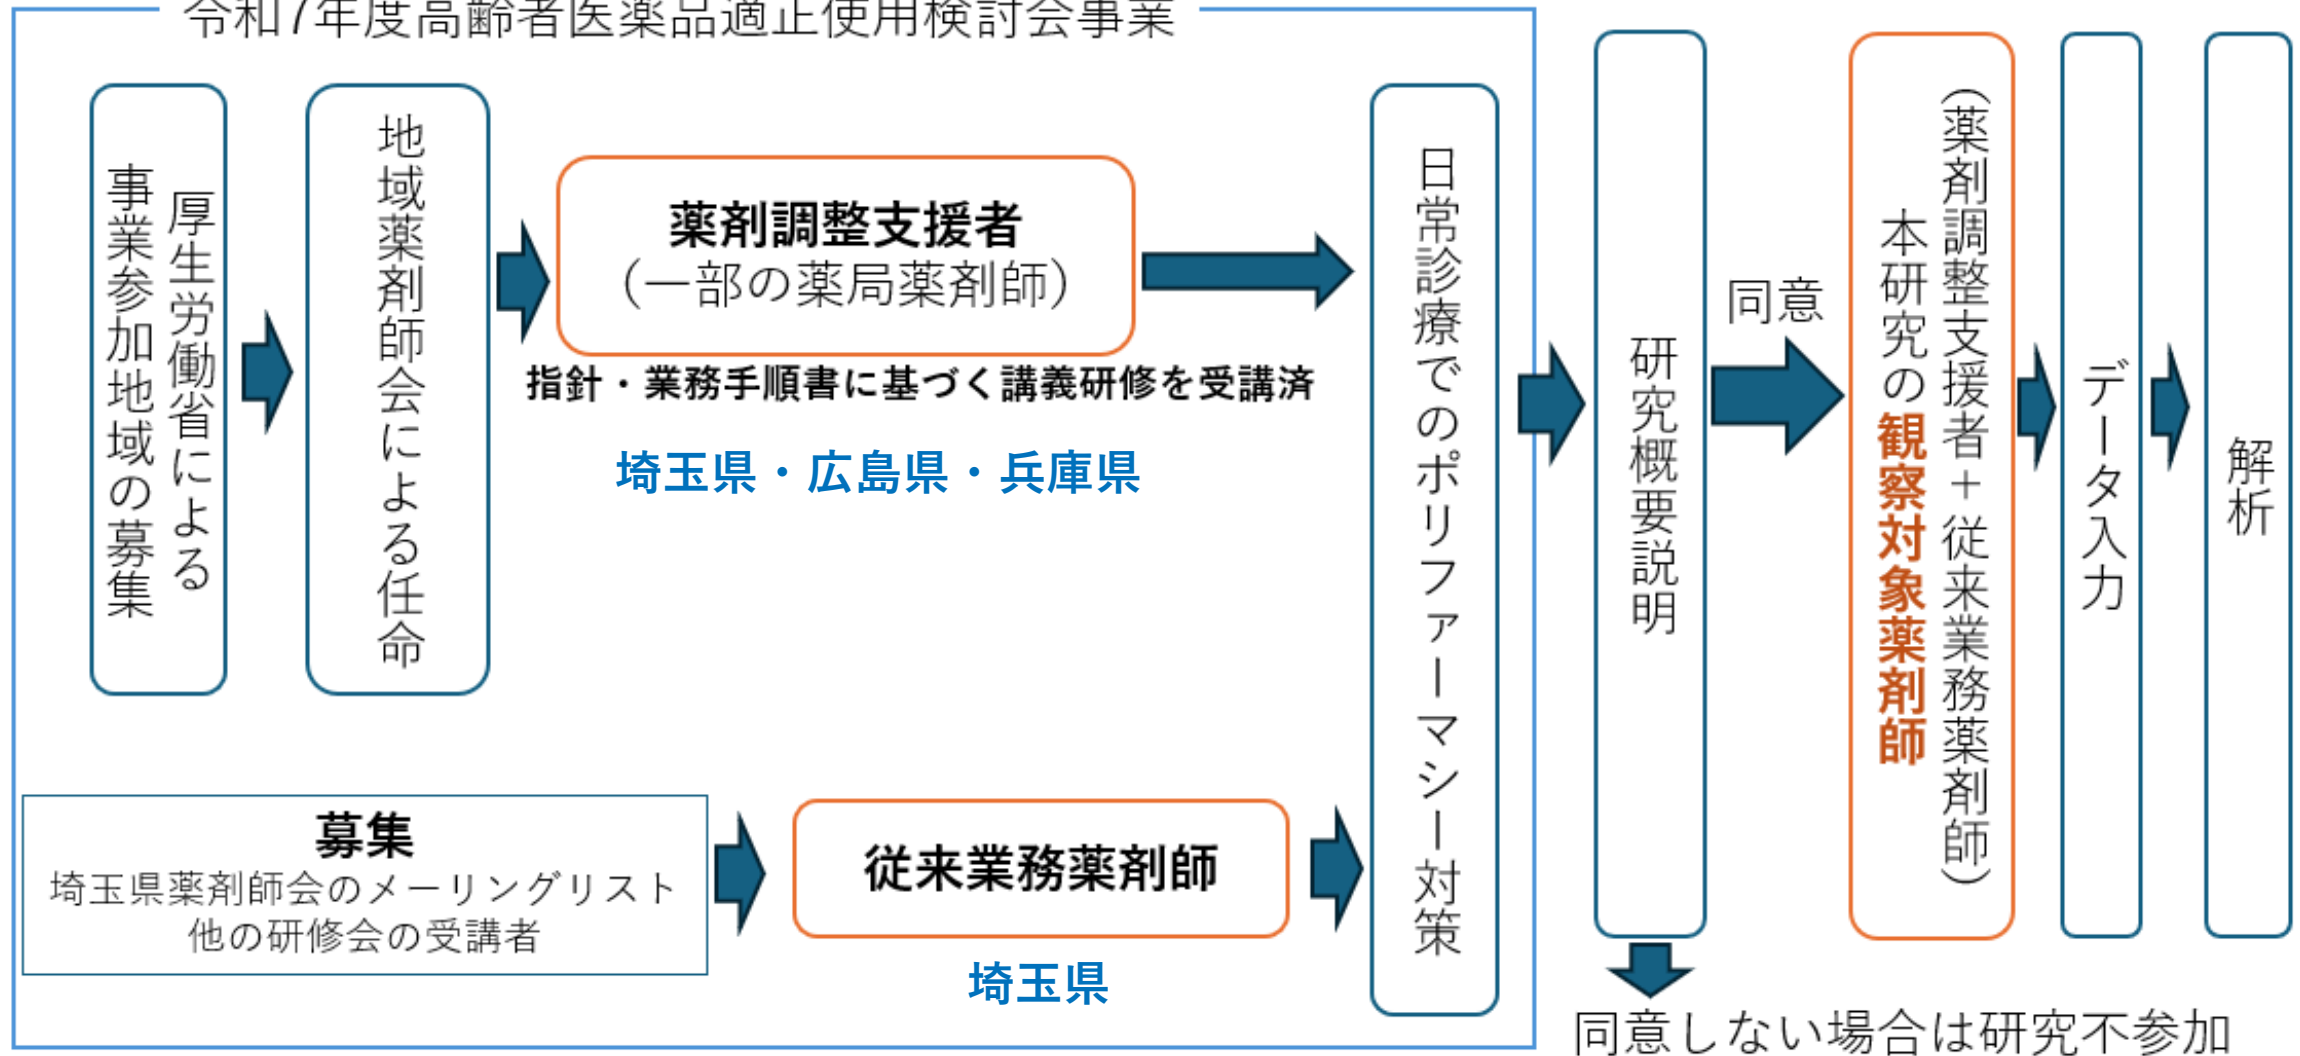 令和7年度高齢者医薬品適正使用検討会事業
厚生労働省による
事業参加地域の募集
地域薬剤師会による任命
薬剤調整支援者
（一部の薬局薬剤師）
指針・業務手順書に基づく講義研修を受講済
埼玉県・広島県・兵庫県
募集
埼玉県薬剤師会のメーリングリスト
他の研修会の受講者
従来業務薬剤師
埼玉県
日常診療でのポリファーマシー対策
研究概要説明
同意
同意しない場合は研究不参加
（薬剤調整支援者＋従来業務薬剤師）
本研究の観察対象薬剤師
データ入力
解析